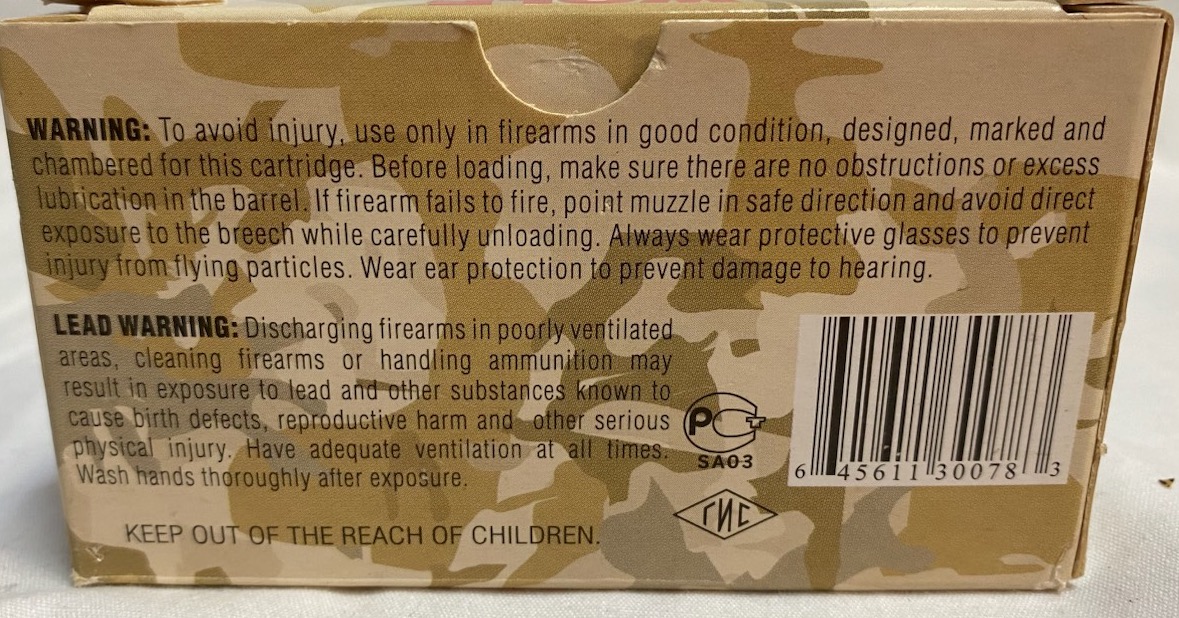 WARNING: To avoid injury, use only in firearms in good condition, designed, marked and
chambered for this cartridge. Before loading, make sure there are no obstructions or excess
lubrication in the barrel. If firearm fails to fire, point muzzle in safe direction and avoid direct
exposure to the breech while carefully unloading. Always wear protective glasses to prevent
injury from flying particles. Wear ear protection to prevent damage to hearing.
LEAD WARNING: Discharging firearms in poorly ventilated
areas, cleaning firearms or handling ammunition may
result in exposure to lead and other substances known to
cause birth defects, reproductive harm and other serious
physical injury. Have adequate ventilation at all times.
Wash hands thoroughly after exposure.
KEEP OUT OF THE REACH OF CHILDREN.
РСТ
SA03
ГИС
6 45611 30078 3